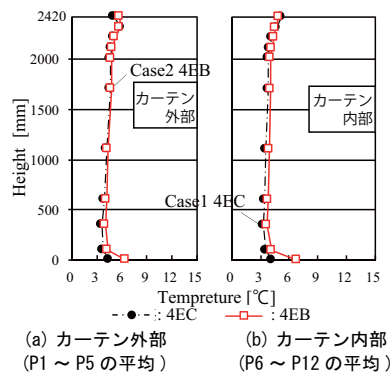 2420
2000
1500
1000
500
0
Height [mm]
Case2 4EB
カーテン
外部
カーテン
内部
Case1 4EC
0 3 6 9 12 15 0 3 6 9 12 15
Tempreture [℃]
: 4EC : 4EB
(a) カーテン外部 (b) カーテン内部
(P1 ~ P5 の平均) (P6 ~ P12 の平均)